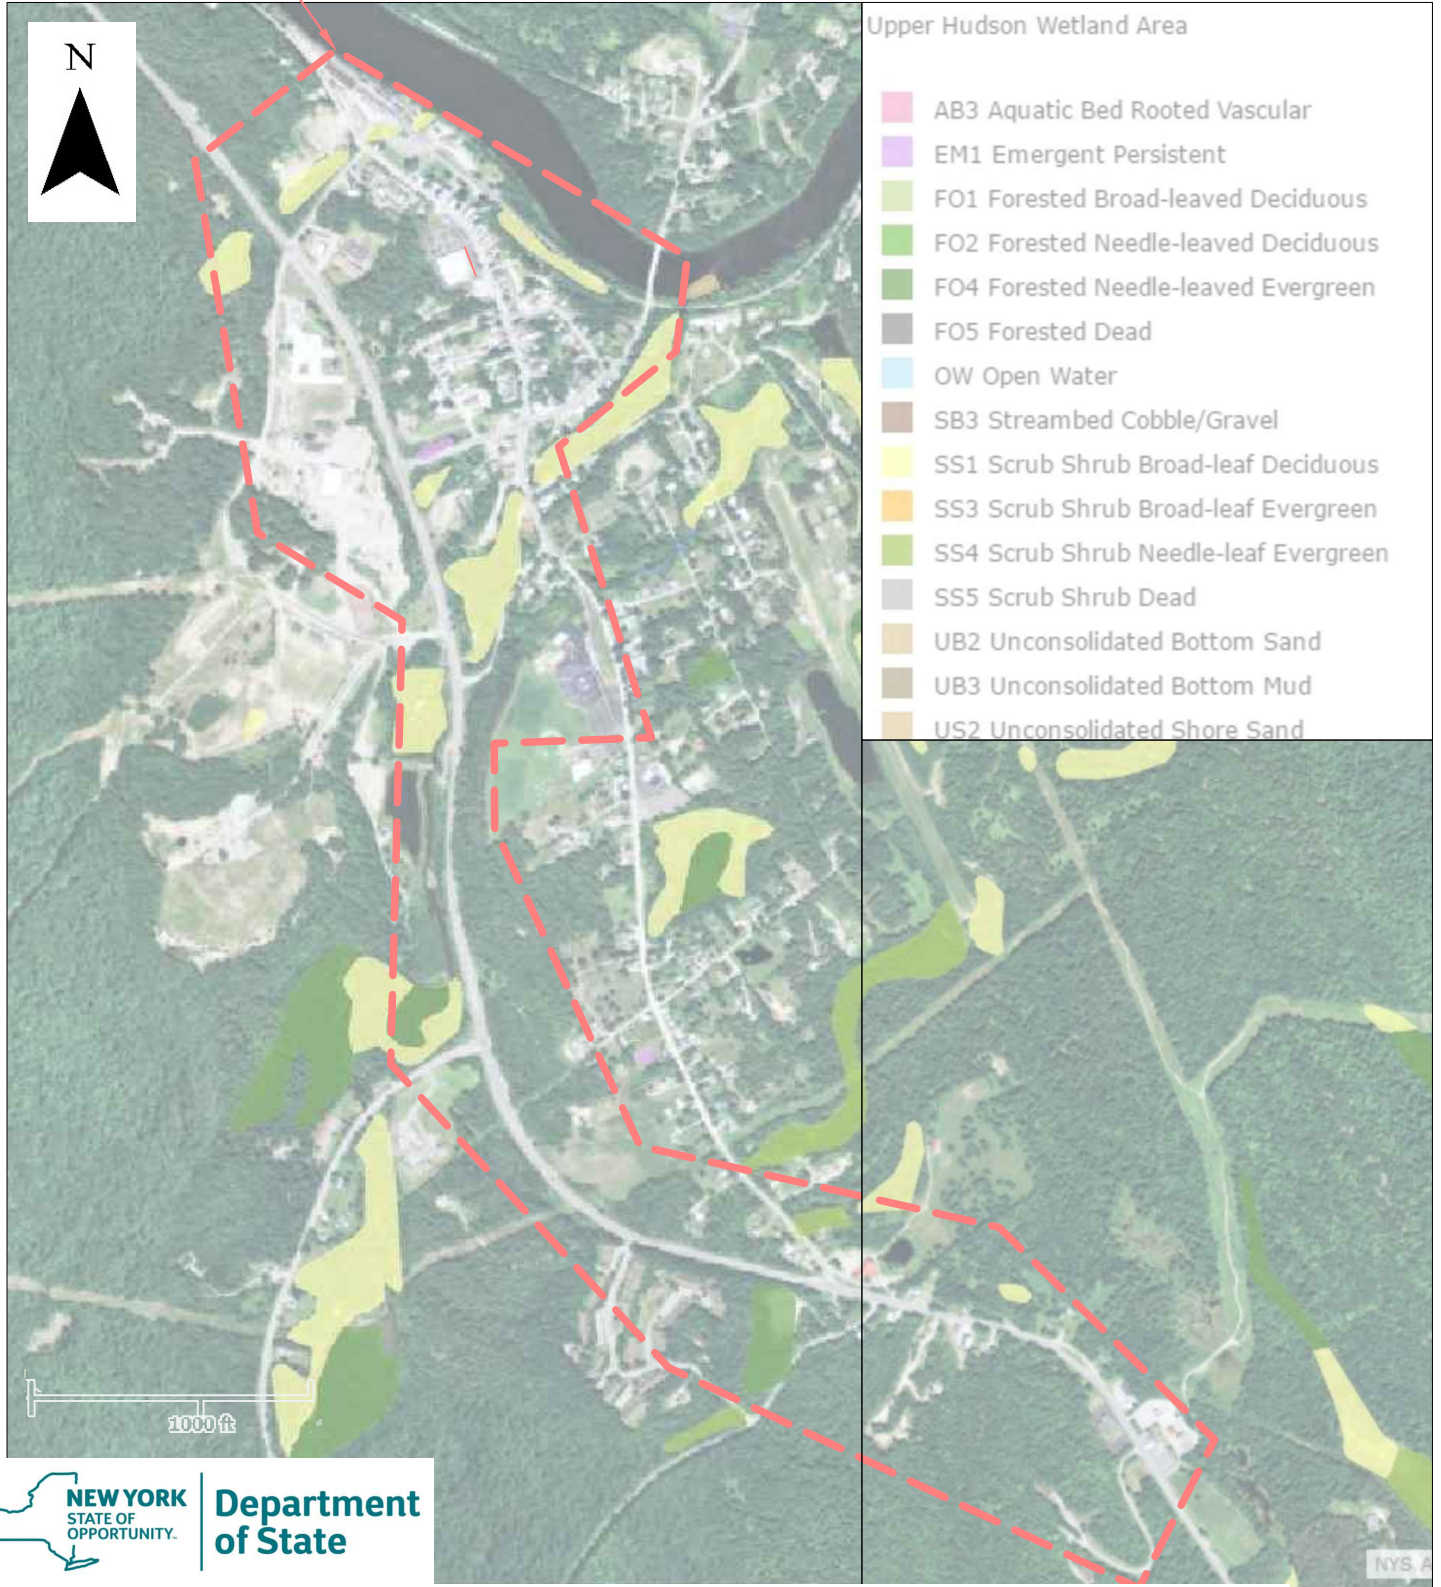 N
Upper Hudson Wetland Area
AB3 Aquatic Bed Rooted Vascular
EM1 Emergent Persistent
FO1 Forested Broad-leaved Deciduous
FO2 Forested Needle-leaved Deciduous
FO4 Forested Needle-leaved Evergreen
FO5 Forested Dead
OW Open Water
SB3 Streambed Cobble/Gravel
SS1 Scrub Shrub Broad-leaf Deciduous
SS3 Scrub Shrub Broad-leaf Evergreen
SS4 Scrub Shrub Needle-leaf Evergreen
SS5 Scrub Shrub Dead
UB2 Unconsolidated Bottom Sand
UB3 Unconsolidated Bottom Mud
US2 Unconsolidated Shore Sand
1000 ft
NEW YORK
STATE OF
OPPORTUNITY.
Department
of State
NYS A